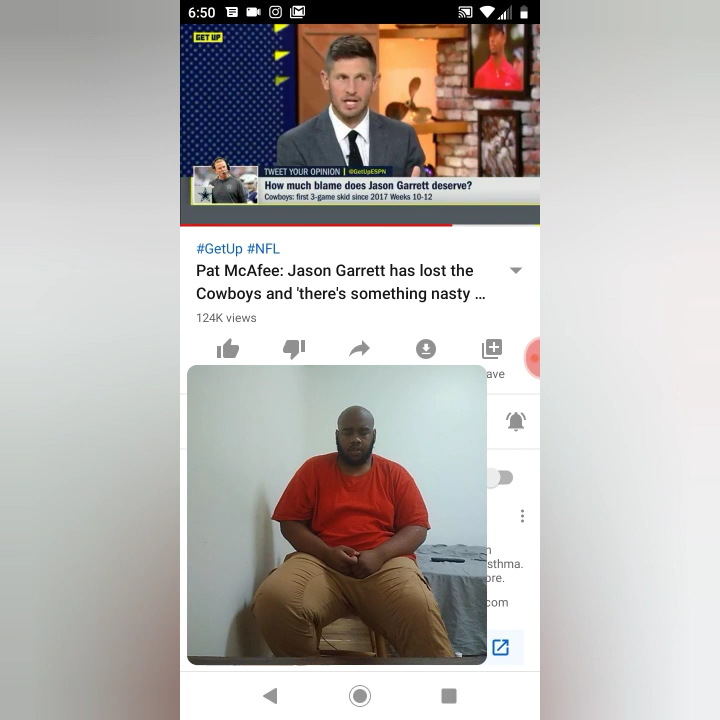 6:50
GET UP
TWEET YOUR OPINION | @GetUpESPN
How much blame does Jason Garrett deserve?
Cowboys: first 3-game skid since 2017 Weeks 10-12
#GetUp #NFL
Pat McAfee: Jason Garrett has lost the
Cowboys and 'there's something nasty ...
124K views
ave
n
sthma.
ore.
com